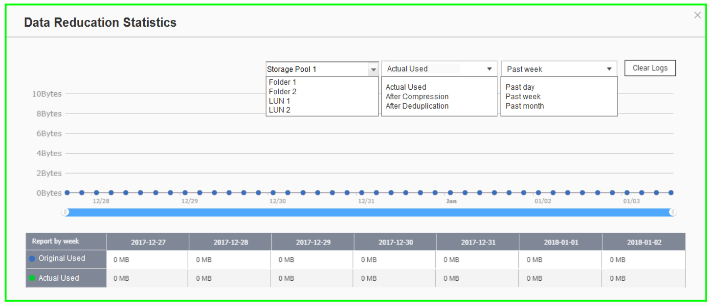 Data Reducation Statistics
Storage Pool 1 Actual Used Past week Clear Logs
Folder 1 Actual Used Past day
Folder 2 After Compression Past week
LUN 1 After Deduplication Past month
LUN 2
10Bytes
8Bytes
6Bytes
4Bytes
2Bytes
0Bytes
12/28 12/29 12/30 12/31 Jan 01/02 01/03
Report by week 2017-12-27 2017-12-28 2017-12-29 2017-12-30 2017-12-31 2018-01-01 2018-01-02
Original Used 0 MB 0 MB 0 MB 0 MB 0 MB 0 MB 0 MB
Actual Used 0 MB 0 MB 0 MB 0 MB 0 MB 0 MB 0 MB